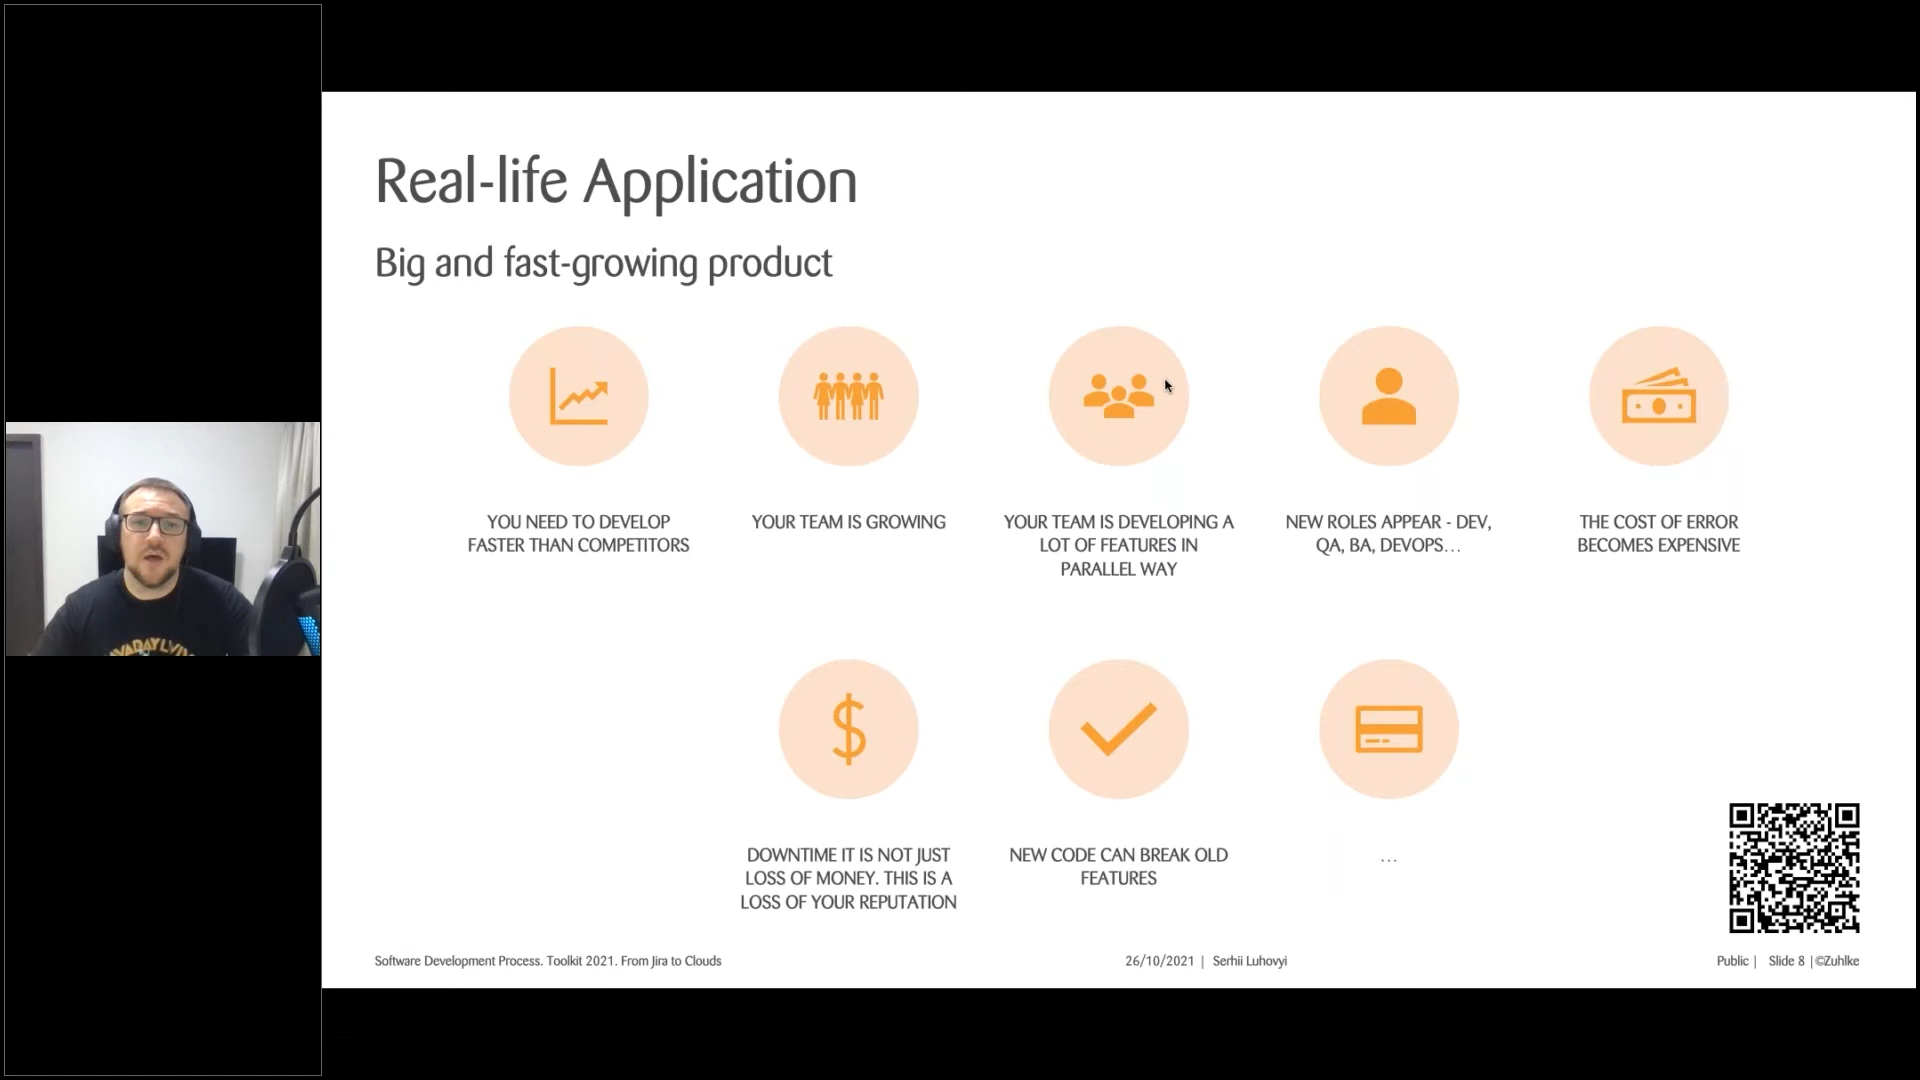 Real-life Application
Big and fast-growing product
YOU NEED TO DEVELOP
FASTER THAN COMPETITORS
YOUR TEAM IS GROWING
YOUR TEAM IS DEVELOPING A
LOT OF FEATURES IN
PARALLEL WAY
NEW ROLES APPEAR - DEV,
QA, BA, DEVOPS…
THE COST OF ERROR
BECOMES EXPENSIVE
DOWNTIME IT IS NOT JUST
LOSS OF MONEY. THIS IS A
LOSS OF YOUR REPUTATION
NEW CODE CAN BREAK OLD
FEATURES
…
Software Development Process. Toolkit 2021. From Jira to Clouds
26/10/2021 | Serhii Luhovyi
Public | Slide 8 |©Zuhlke